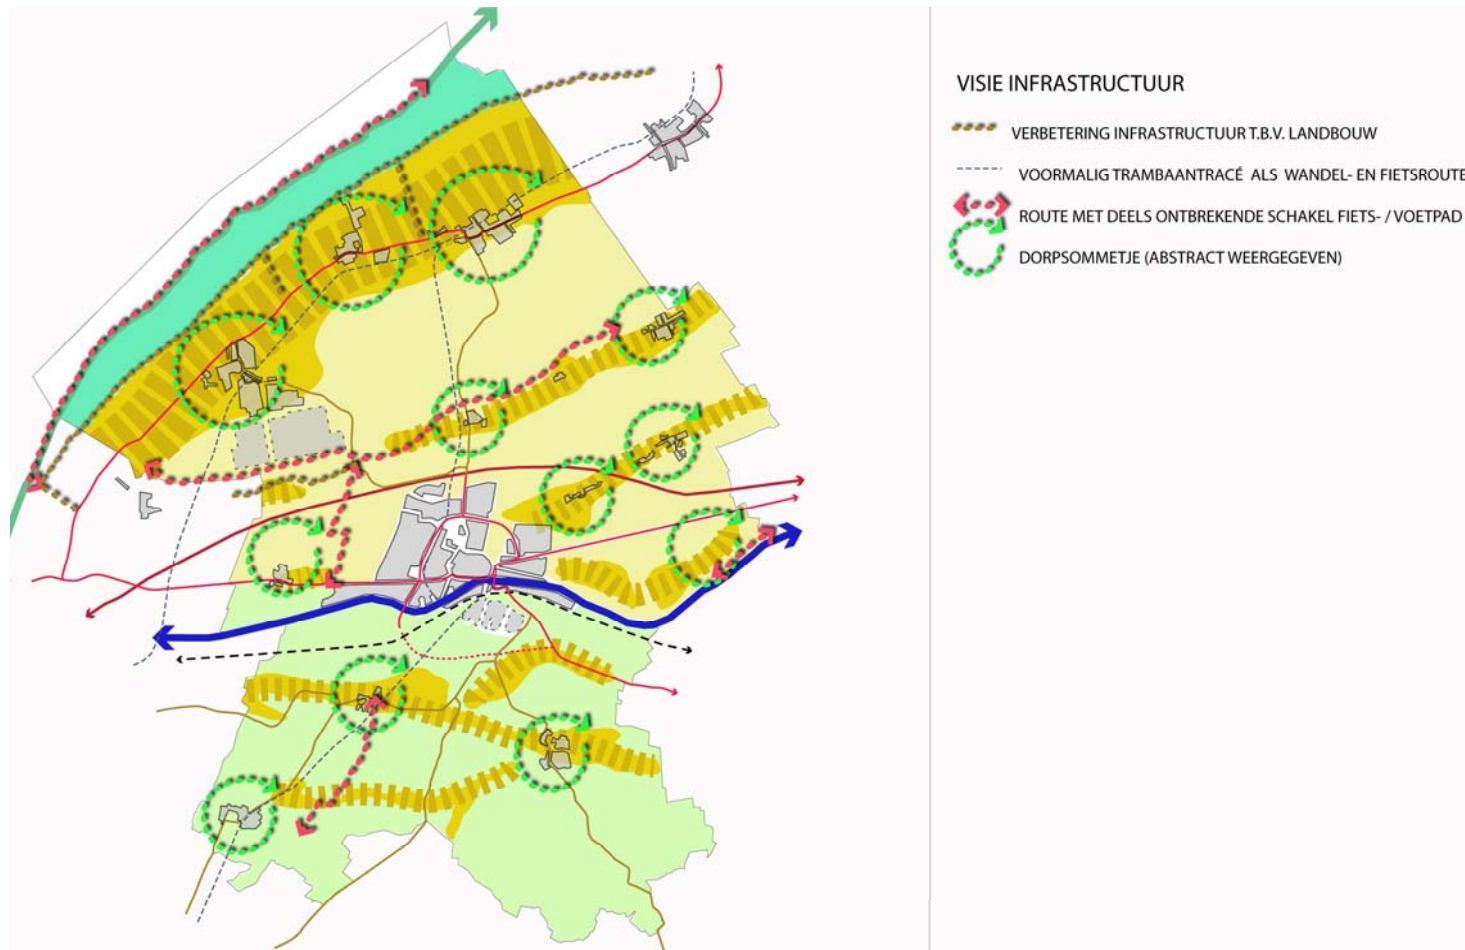 VISIE INFRASTRUCTUUR
VERBETERING INFRASTRUCTUUR T.B.V. LANDBOUW
VOORMALIG TRAMBAANTRACÉ ALS WANDEL- EN FIETSROUTE
ROUTE MET DEELS ONTBREKENDE SCHAKEL FIETS- / VOETPAD
DORPSOMMETJE (ABSTRACT WEERGEGEVEN)